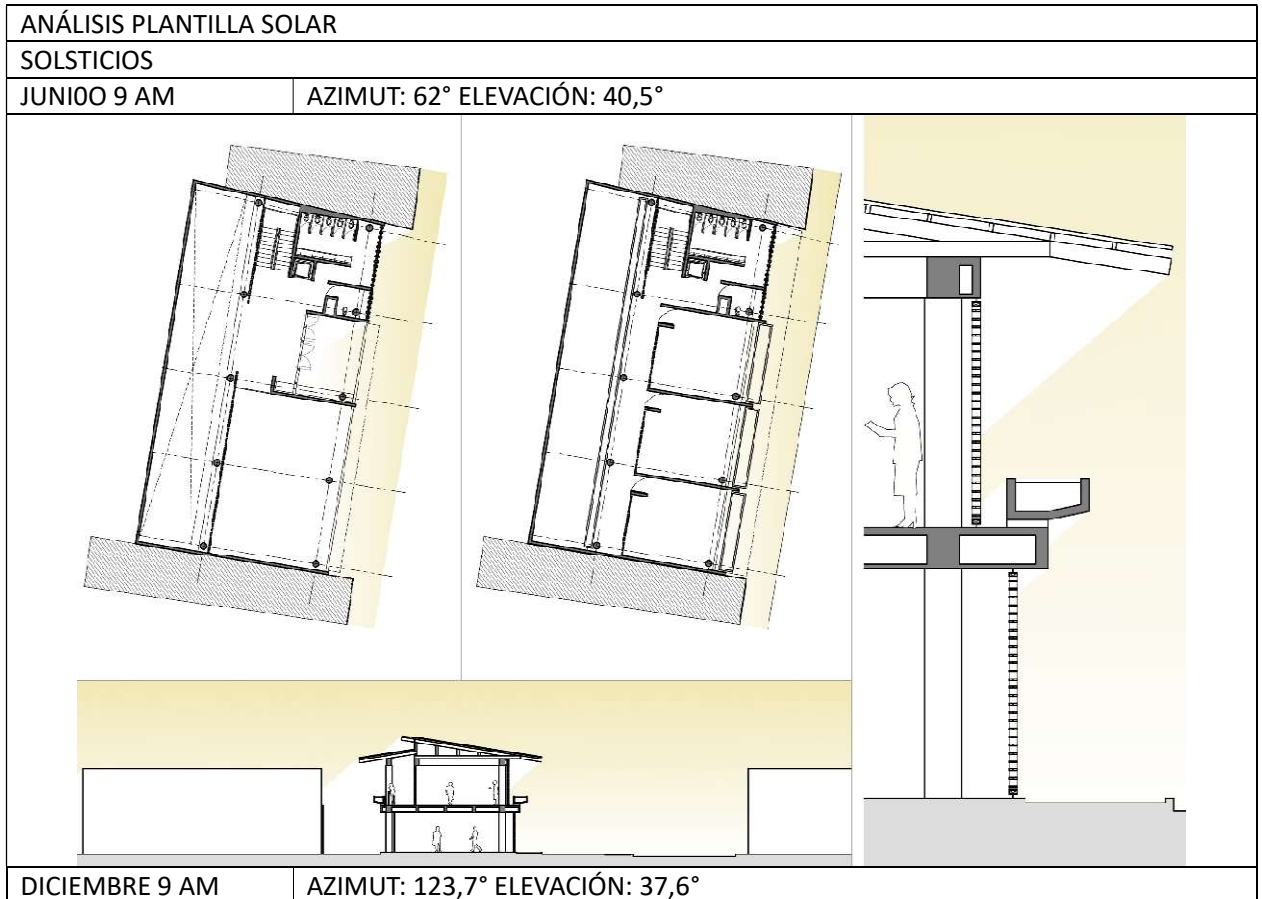 ANÁLISIS PLANTILLA SOLAR
SOLSTICIOS
JUNI0O 9 AM AZIMUT: 62° ELEVACIÓN: 40,5°
DICIEMBRE 9 AM AZIMUT: 123,7° ELEVACIÓN: 37,6°